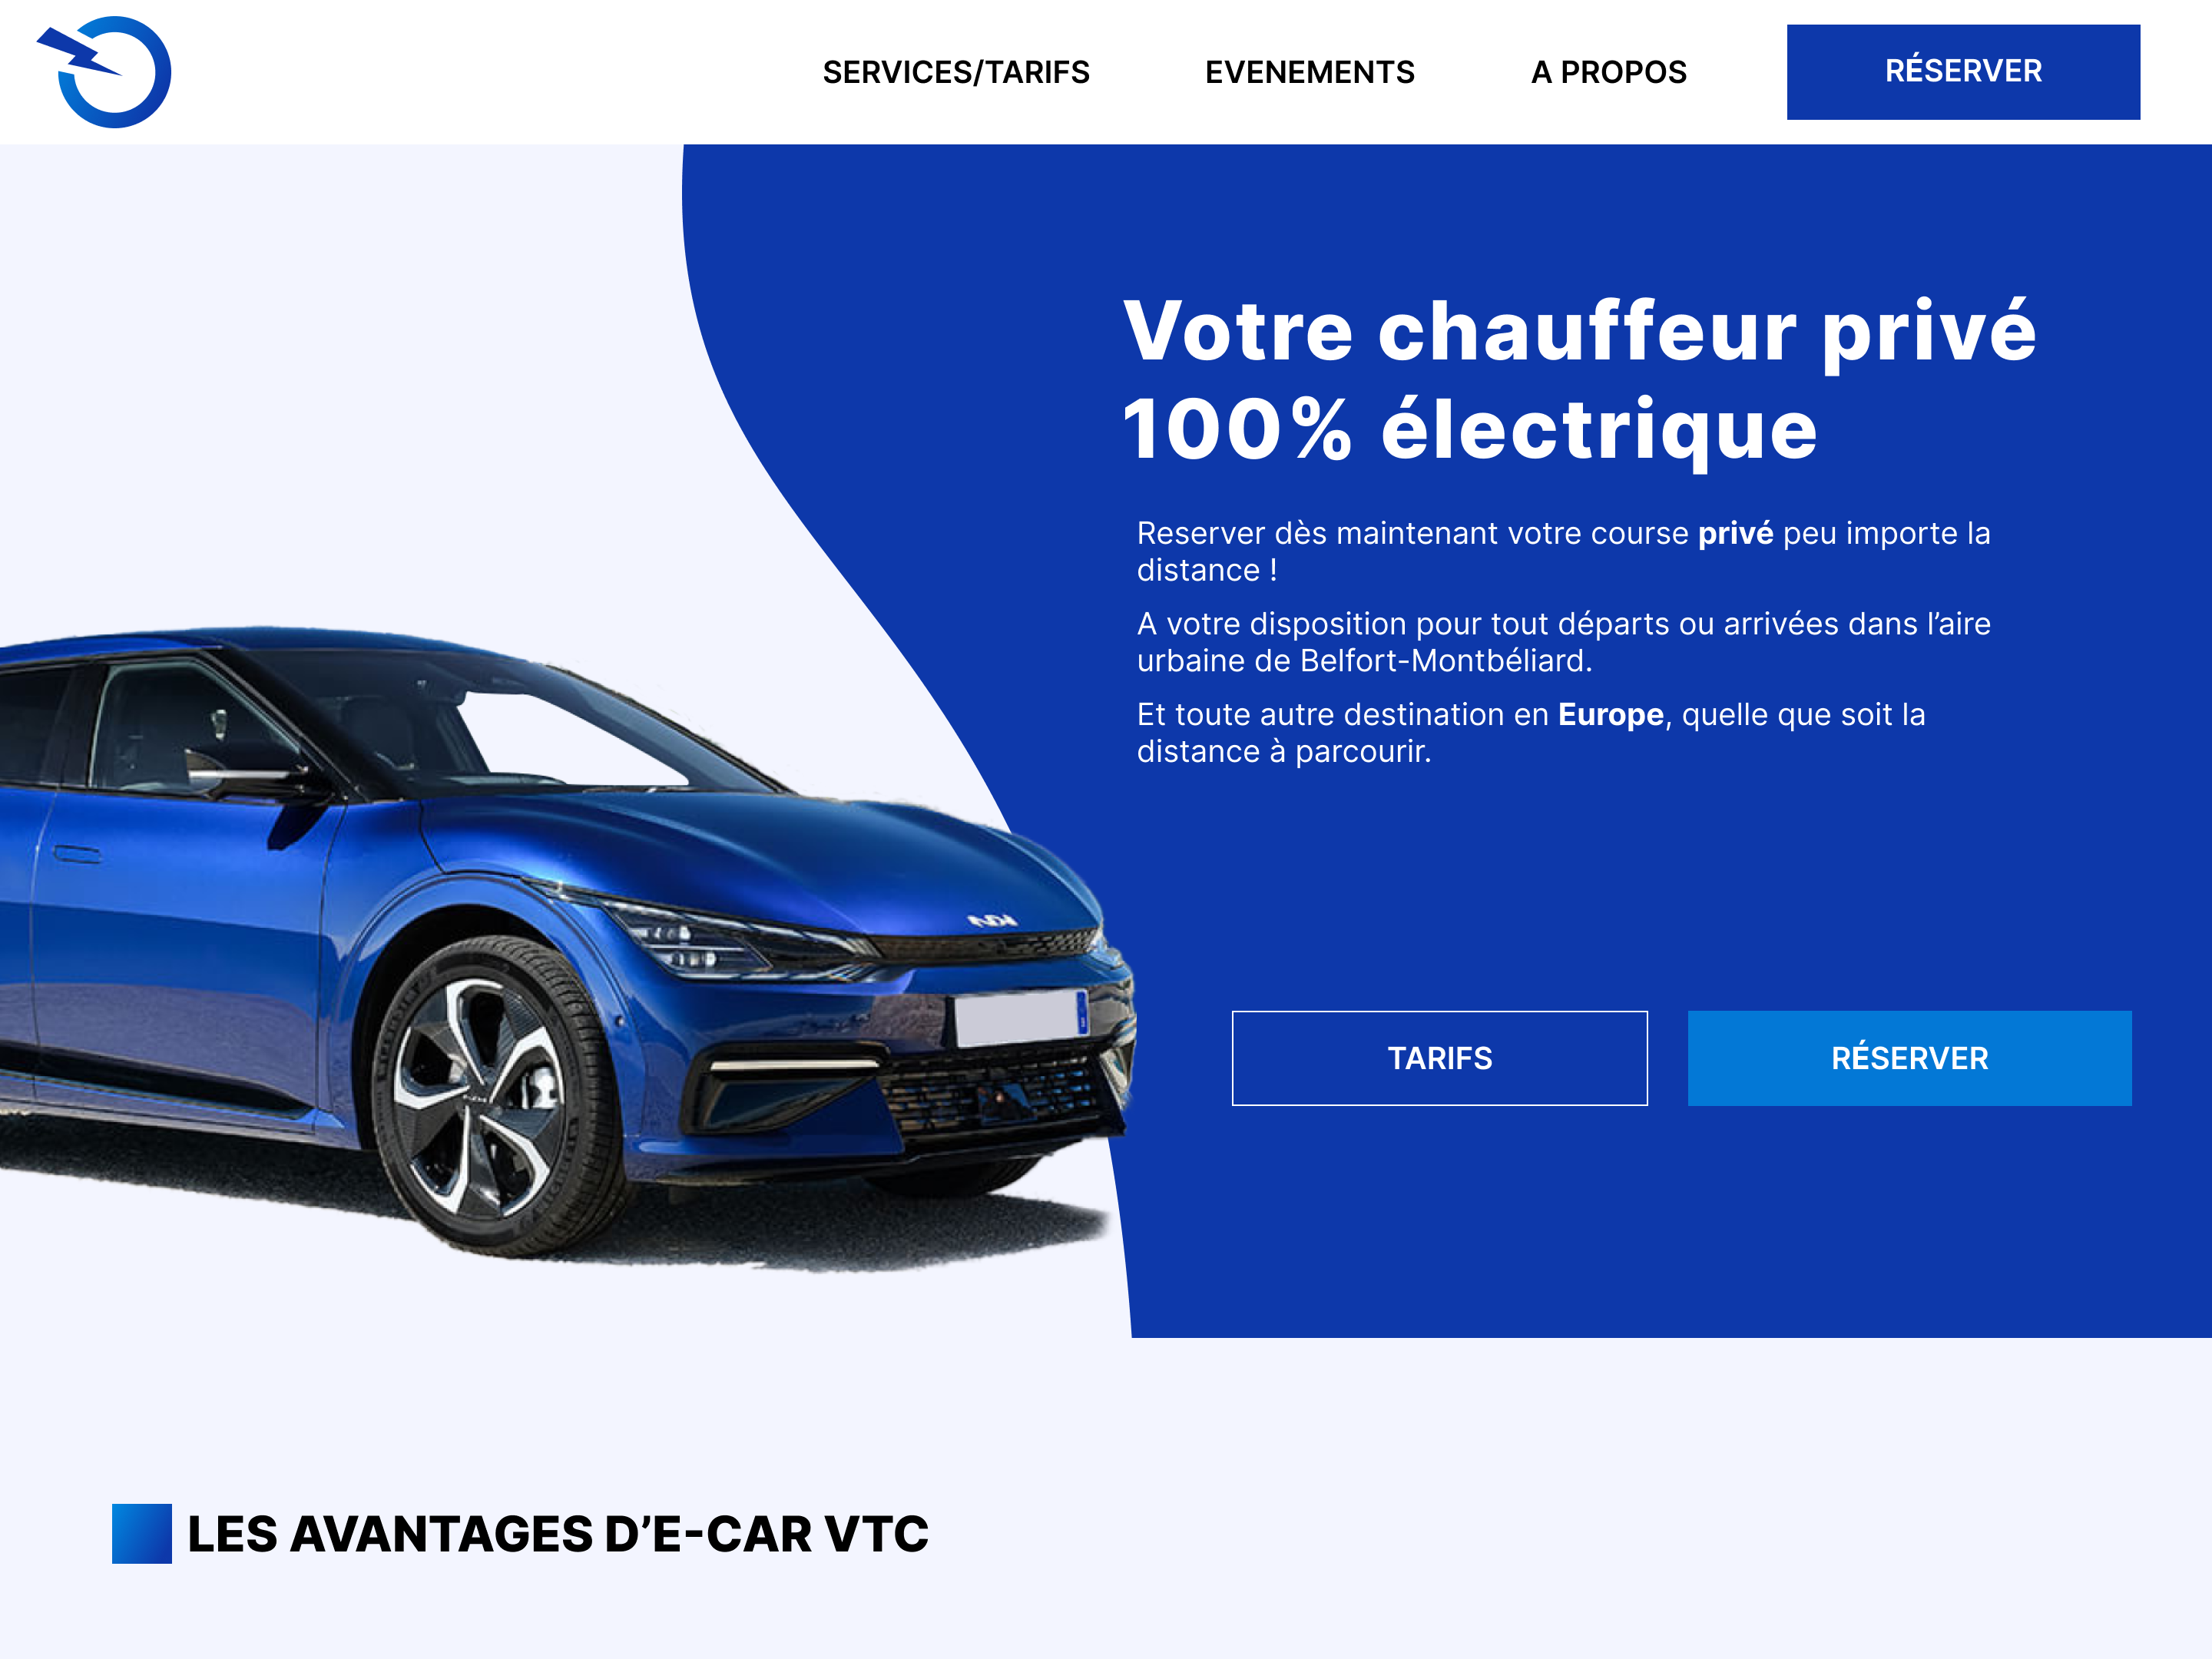 SERVICES/TARIFS
EVENEMENTS
A PROPOS
RÉSERVER
Votre chauffeur privé
100% électrique
Reserver dès maintenant votre course privé peu importe la
distance !
A votre disposition pour tout départs ou arrivées dans l’aire
urbaine de Belfort-Montbéliard.
Et toute autre destination en Europe, quelle que soit la
distance à parcourir.
TARIFS
RÉSERVER
LES AVANTAGES D’E-CAR VTC